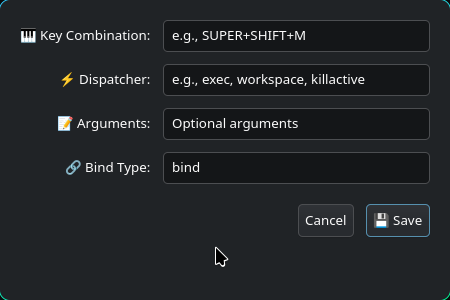 🎹 Key Combination: e.g., SUPER+SHIFT+M
⚡ Dispatcher: e.g., exec, workspace, killactive
📝 Arguments: Optional arguments
🔗 Bind Type: bind
Cancel 💾 Save